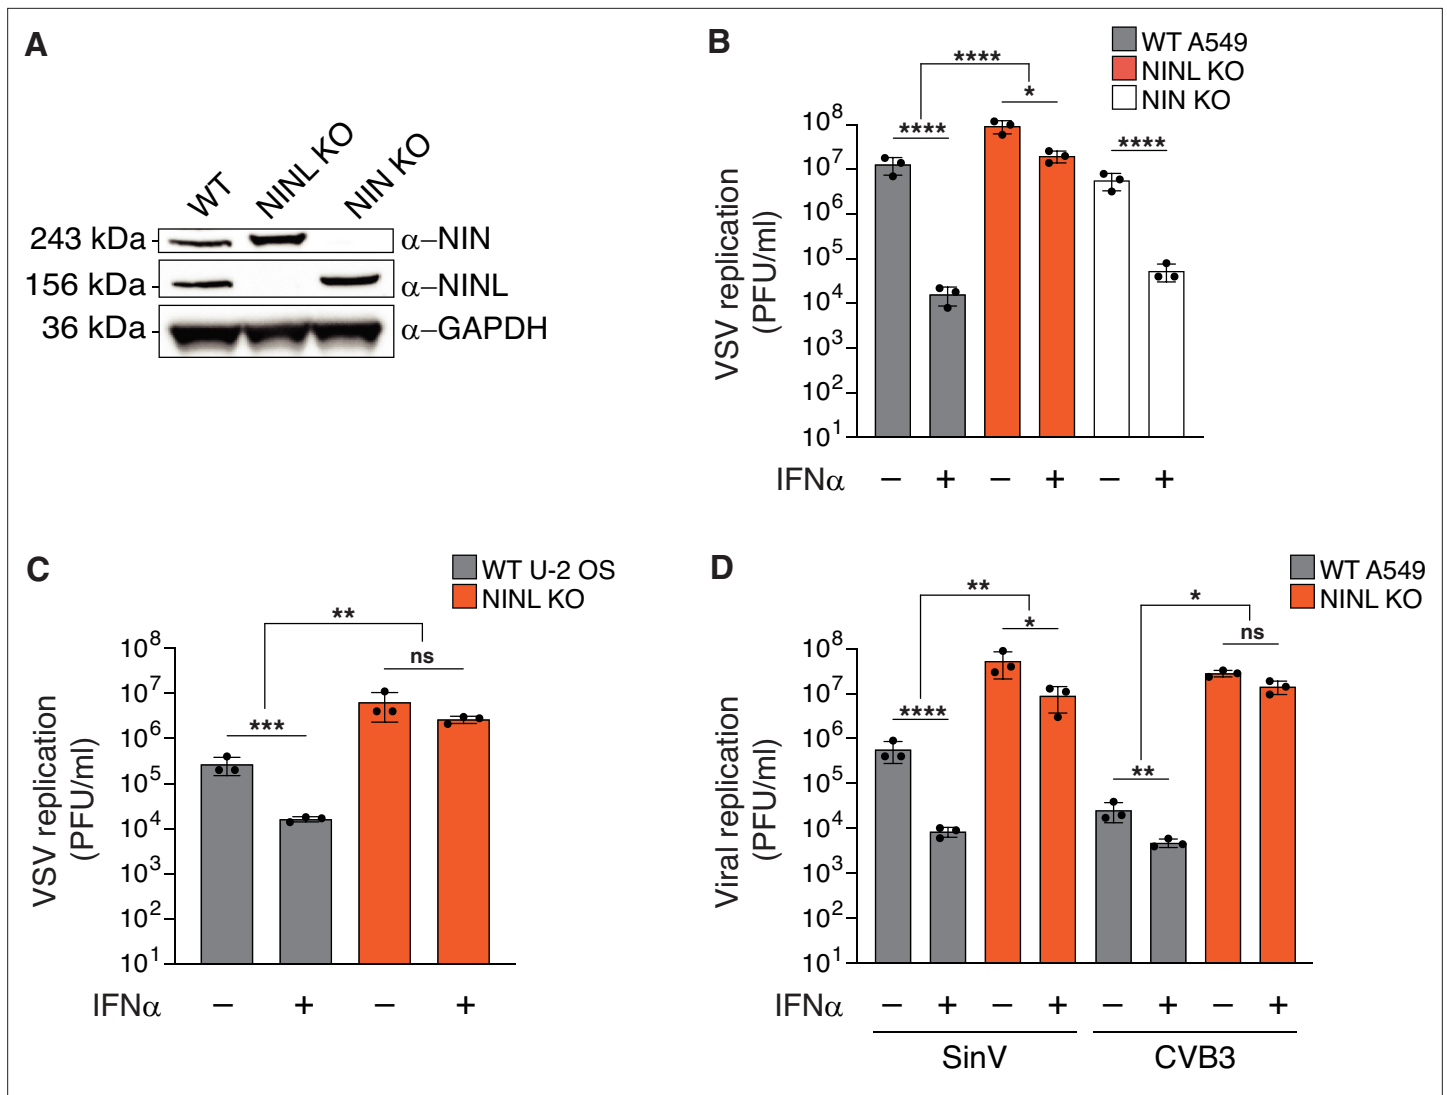 A
WT
NINL KO
NIN KO
243 kDa
α–NIN
156 kDa
α–NINL
36 kDa
α–GAPDH
B
WT A549
NINL KO
NIN KO
****
*
****
****
10^8
10^7
10^6
10^5
10^4
10^3
10^2
10^1
VSV replication
(PFU/ml)
IFNα – + – + – +
C
WT U-2 OS
NINL KO
**
ns
***
10^8
10^7
10^6
10^5
10^4
10^3
10^2
10^1
VSV replication
(PFU/ml)
IFNα – + – +
D
WT A549
NINL KO
**
*
*
ns
****
**
10^8
10^7
10^6
10^5
10^4
10^3
10^2
10^1
Viral replication
(PFU/ml)
IFNα – + – + – + – +
SinV
CVB3